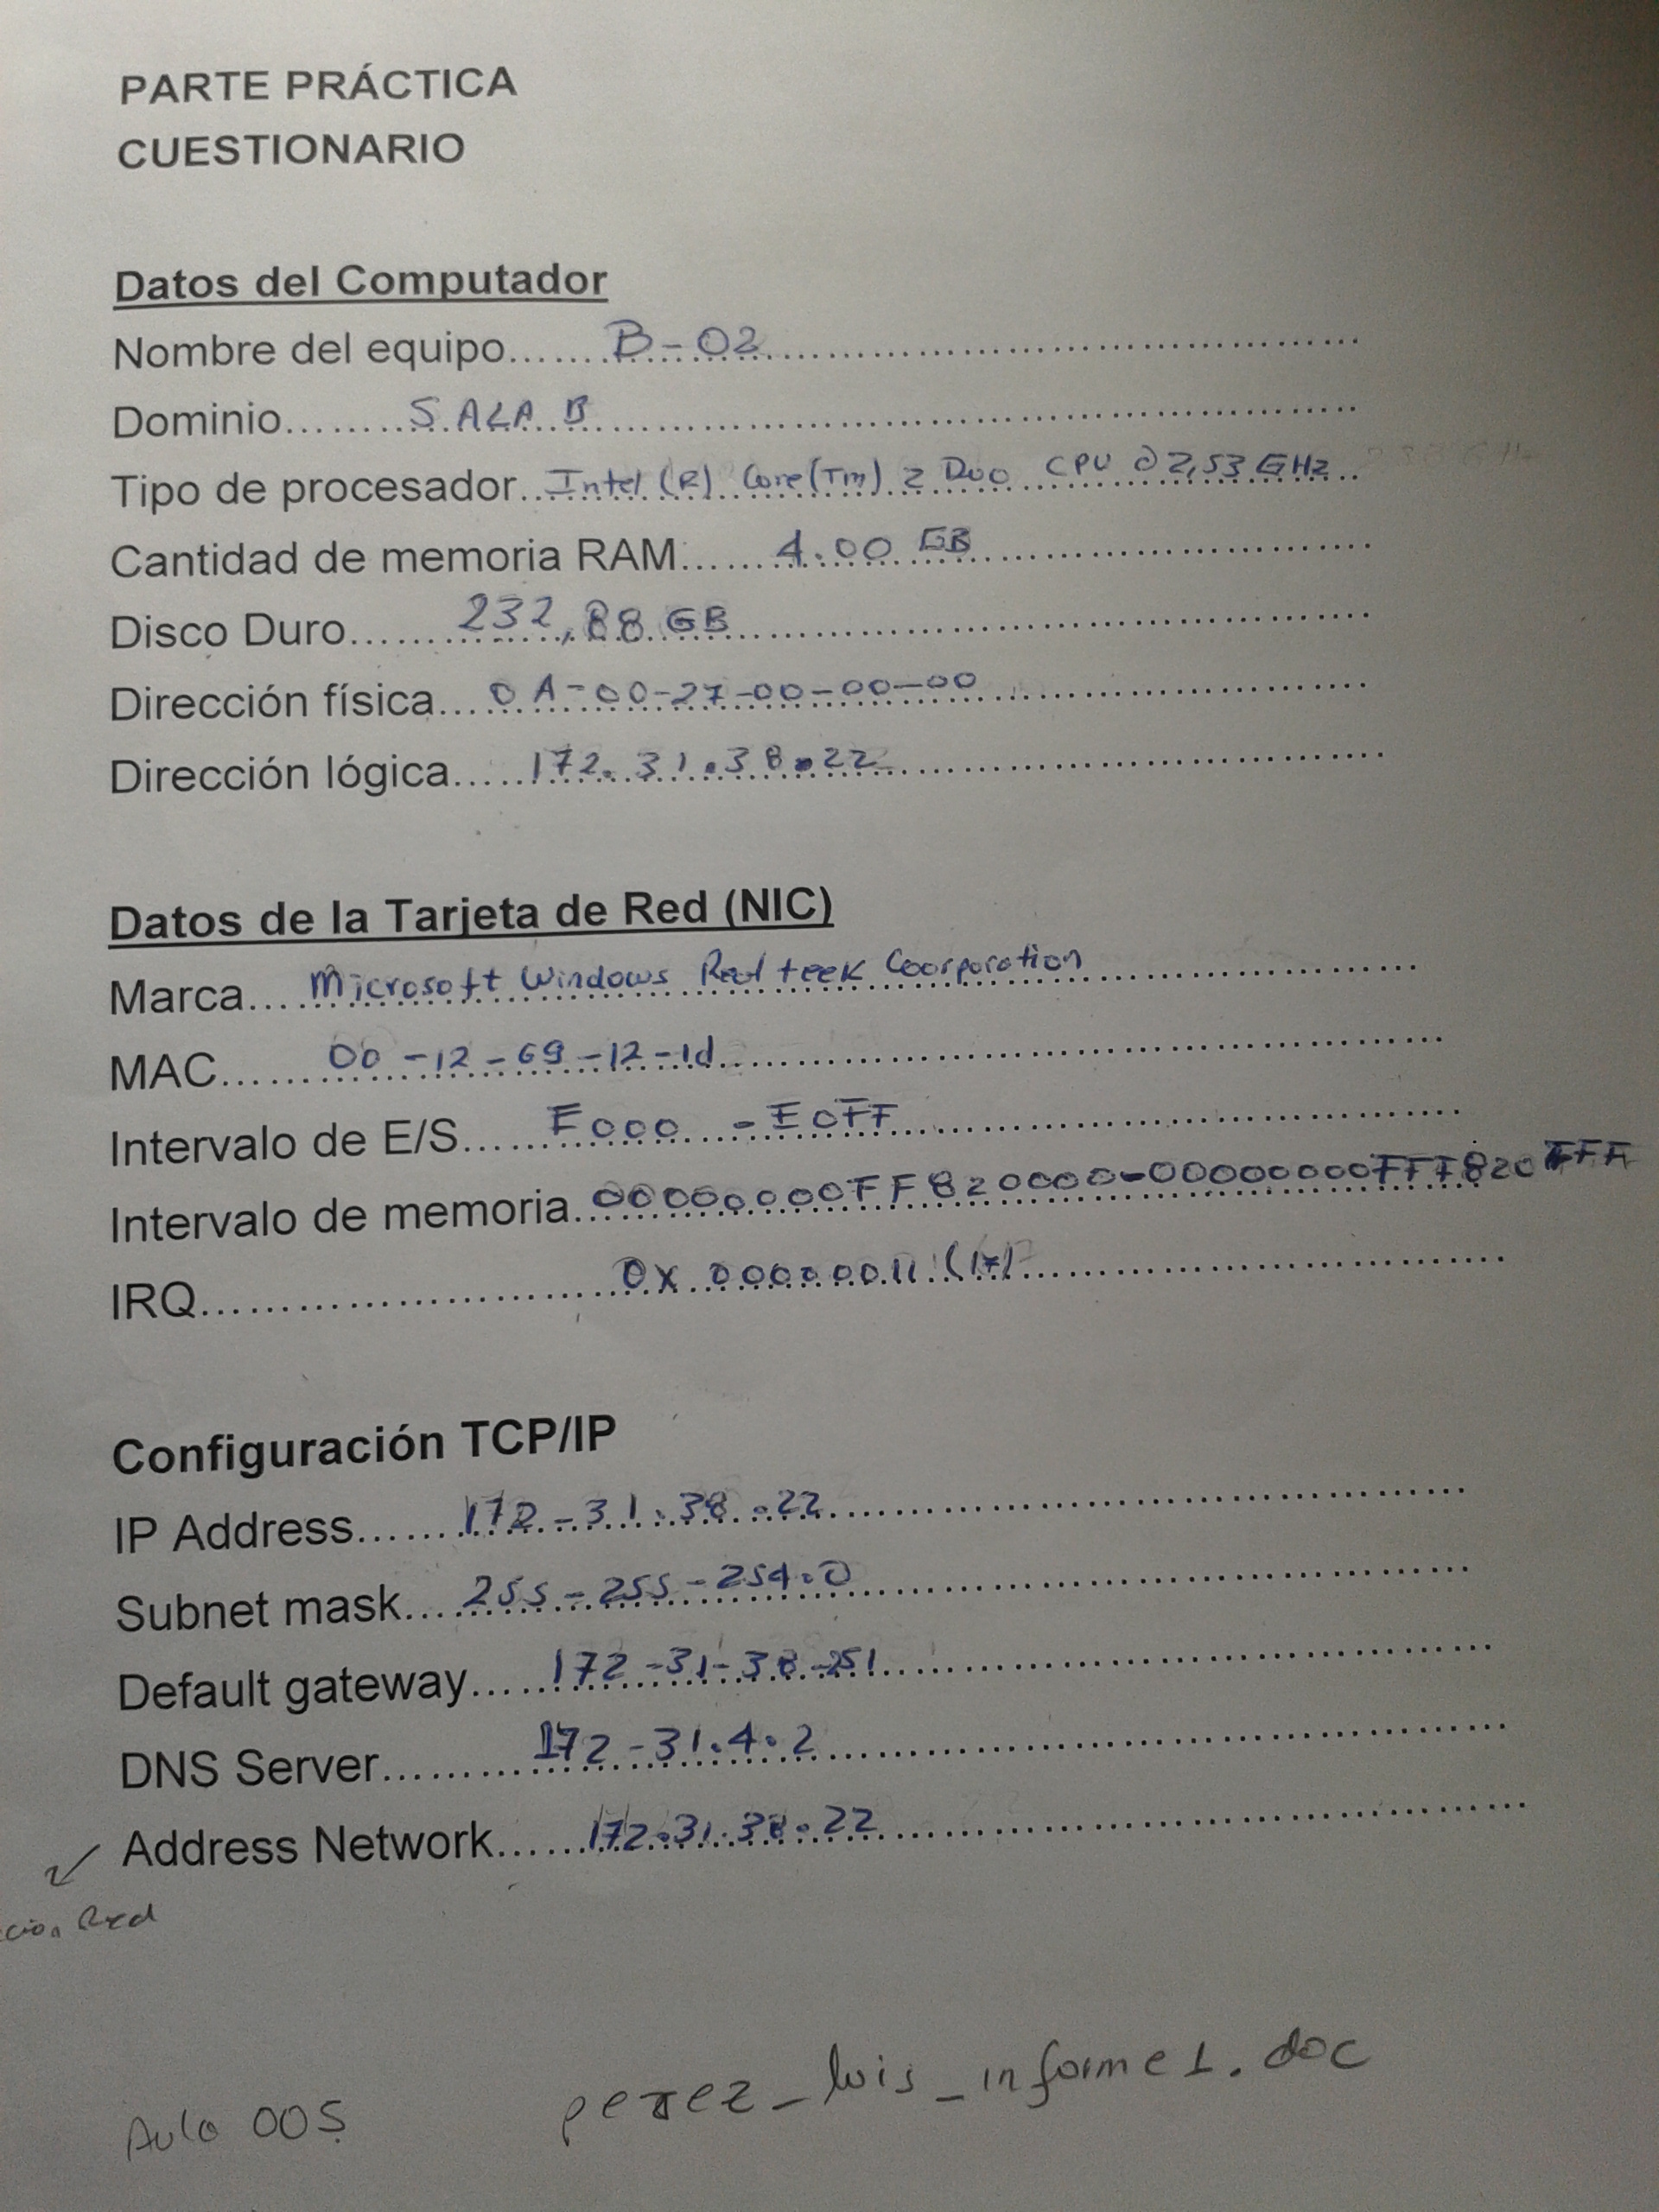 PARTE PRÁCTICA
CUESTIONARIO
Datos del Computador
Nombre del equipo.......B-02
Dominio........SALA B
Tipo de procesador...Intel (R) Core(Tm) 2 Duo CPU @ 2,53 GHz
Cantidad de memoria RAM......4.00 GB
Disco Duro......232,88 GB
Dirección física...0A-00-27-00-00-00
Dirección lógica.....172.31.38.22
Datos de la Tarjeta de Red (NIC)
Marca....Microsoft Windows Realteek Coorporation
MAC......00-12-69-12-1d
Intervalo de E/S.....E000 - E0FF
Intervalo de memoria...00000000FF820000-00000000FFF820FFF
IRQ..........0x00000011 (17)
Configuración TCP/IP
IP Address......172-31.38.22
Subnet mask....255-255-254.0
Default gateway.....172-31-38-251
DNS Server.......172-31.4.2
Address Network......172.31.38.22
Red
Aula 005 perez_luis_informe1.doc